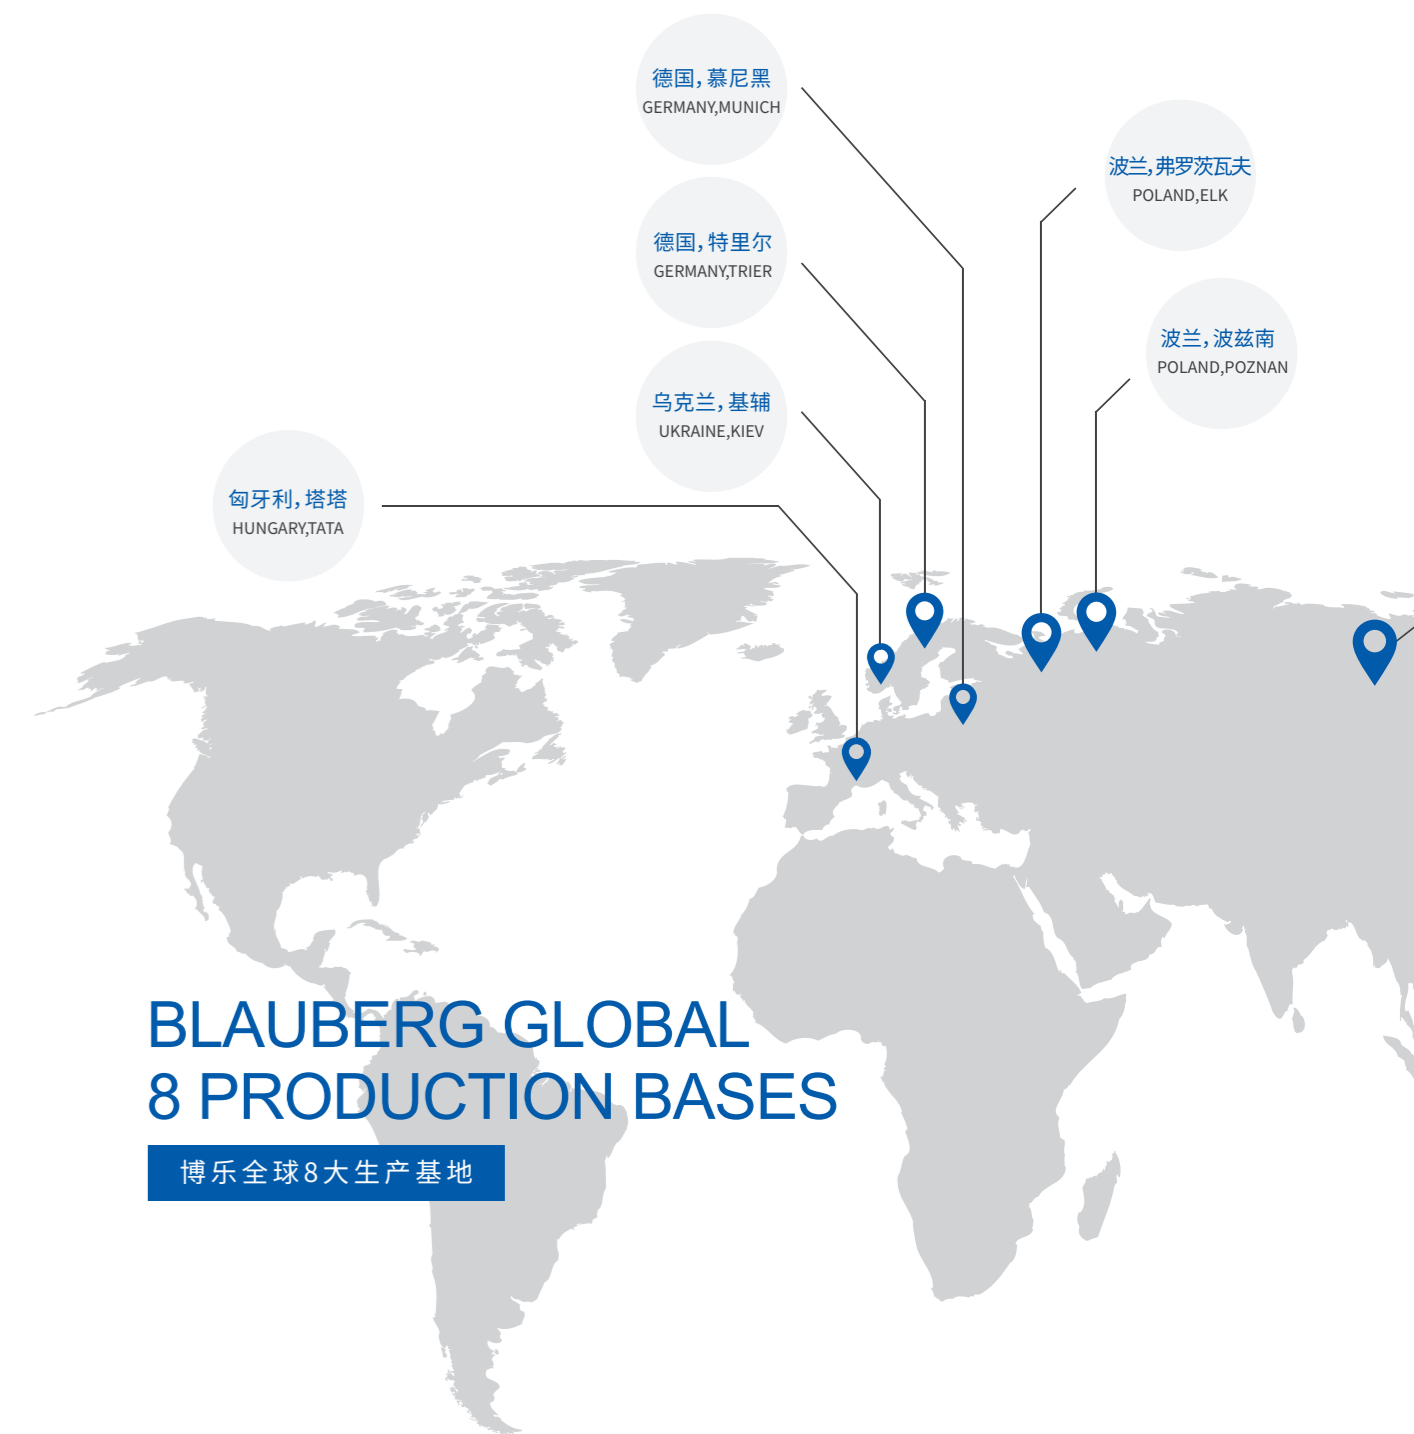 德国，慕尼黑
GERMANY,MUNICH
波兰，弗罗茨瓦夫
POLAND,ELK
德国，特里尔
GERMANY,TRIER
波兰，波兹南
POLAND,POZNAN
乌克兰，基辅
UKRAINE,KIEV
匈牙利，塔塔
HUNGARY,TATA
BLAUBERG GLOBAL
8 PRODUCTION BASES
博乐全球8大生产基地